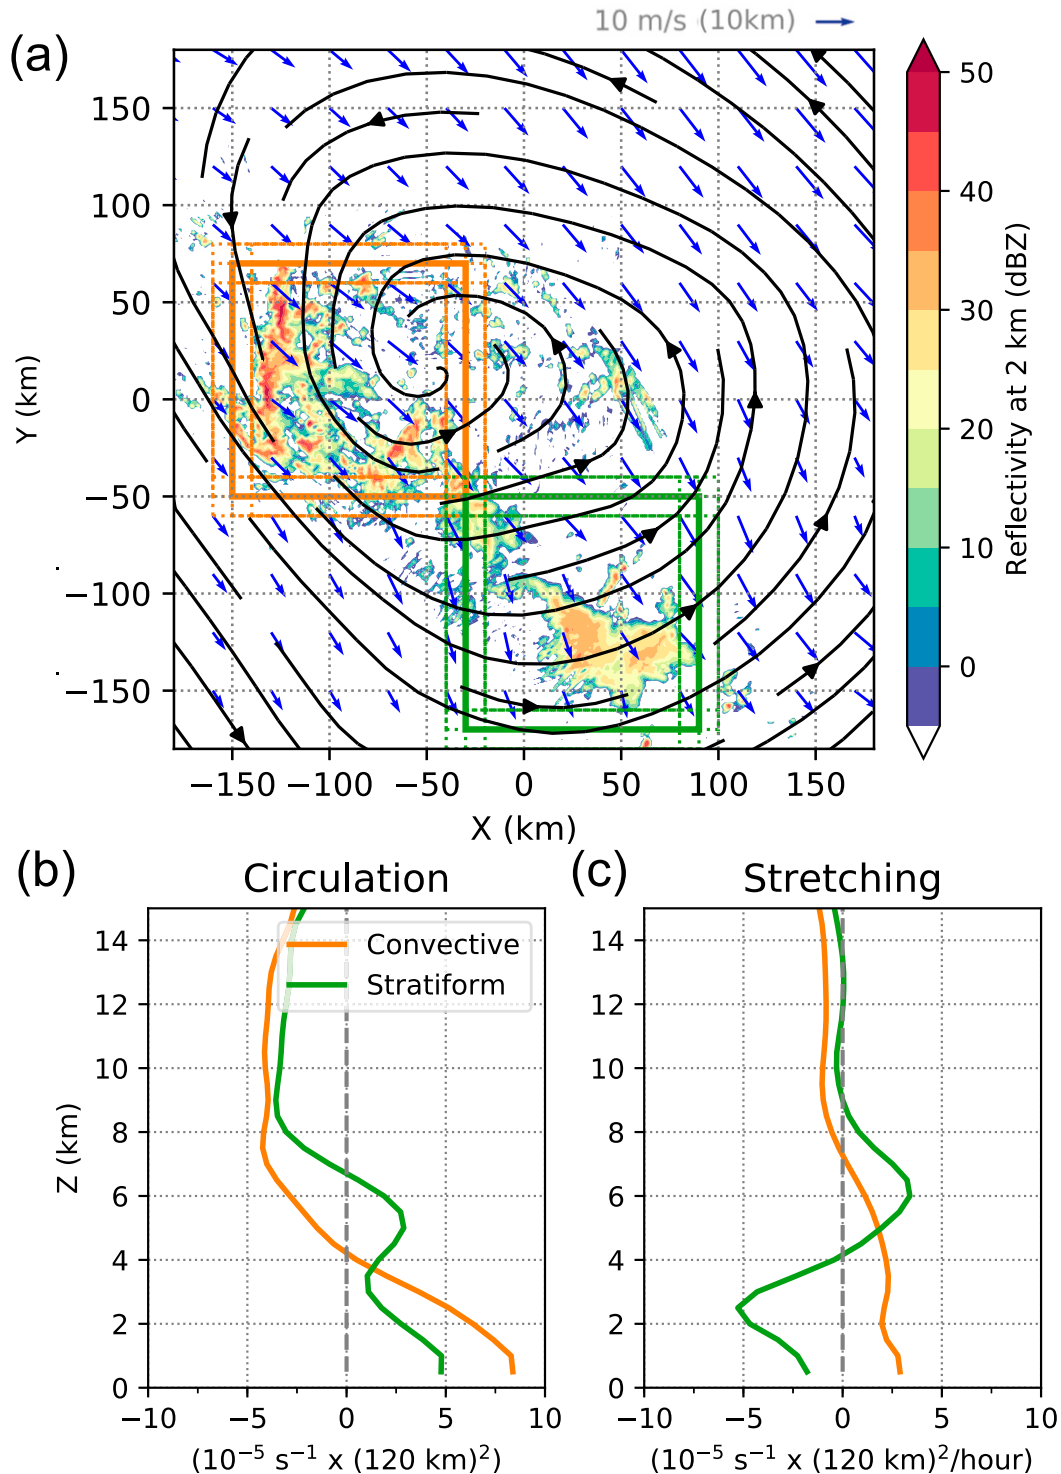 10 m/s (10km)
(a)
150
100
50
0
−50
−100
−150
Y (km)
−150 −100 −50 0 50 100 150
X (km)
50
40
30
20
10
0
Reflectivity at 2 km (dBZ)
(b) Circulation
Convective
Stratiform
14
12
10
8
6
4
2
0
Z (km)
−10 −5 0 5 10
(10⁻⁵ s⁻¹ x (120 km)²)
(c) Stretching
14
12
10
8
6
4
2
0
−10 −5 0 5 10
(10⁻⁵ s⁻¹ x (120 km)²/hour)